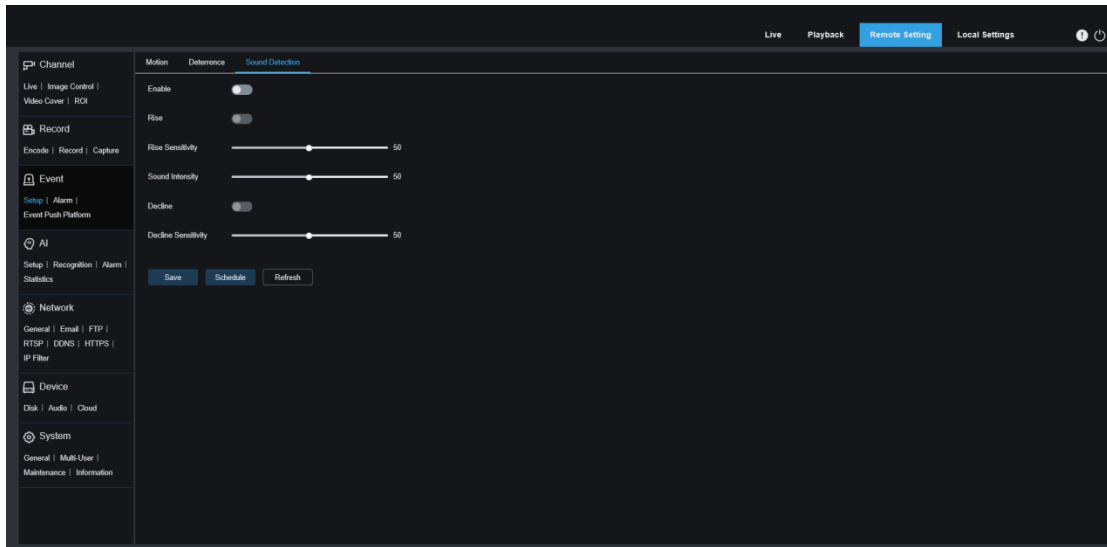 Live Playback Remote Setting Local Settings
Channel
Live | Image Control |
Video Cover | ROI
Record
Encode | Record | Capture
Event
Setup | Alarm |
Event Push Platform
AI
Setup | Recognition | Alarm |
Statistics
Network
General | Email | FTP |
RTSP | DDNS | HTTPS |
IP Filter
Device
Disk | Audio | Cloud
System
General | Multi-User |
Maintenance | Information
Motion Deterrence Sound Detection
Enable
Rise
Rise Sensitivity 50
Sound Intensity 50
Decline
Decline Sensitivity 50
Save Schedule Refresh